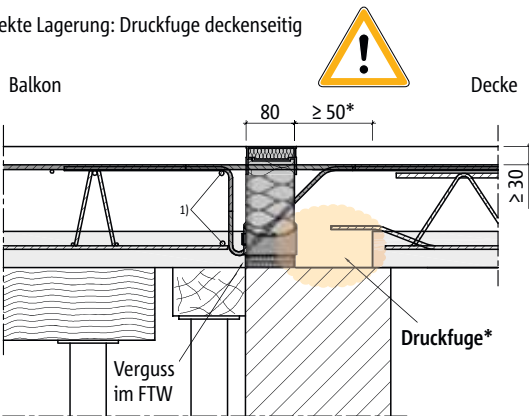 ekte Lagerung: Druckfuge deckenseitig
!
Balkon
Decke
80
≥ 50*
≥ 30
1)
Druckfuge*
Verguss
im FTW